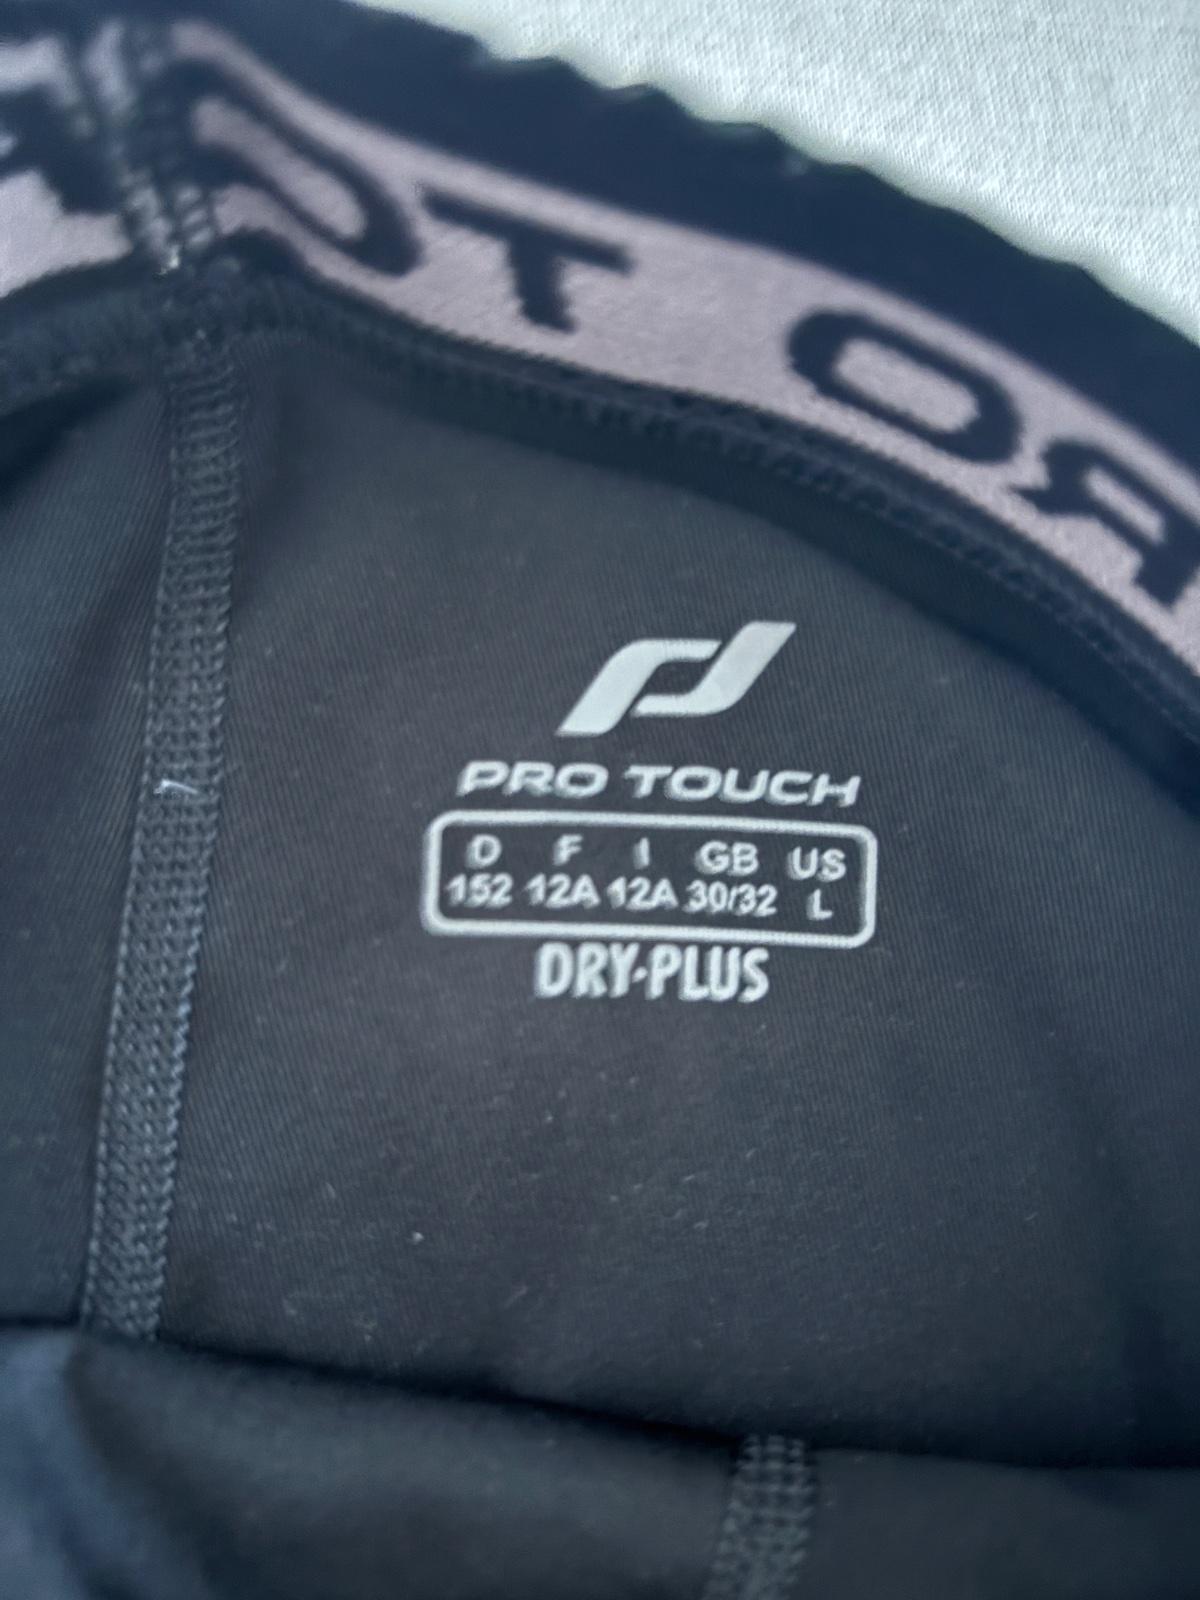 PRO TOUCH
D F I GB US
152 12A 12A 30/32 L
DRY·PLUS